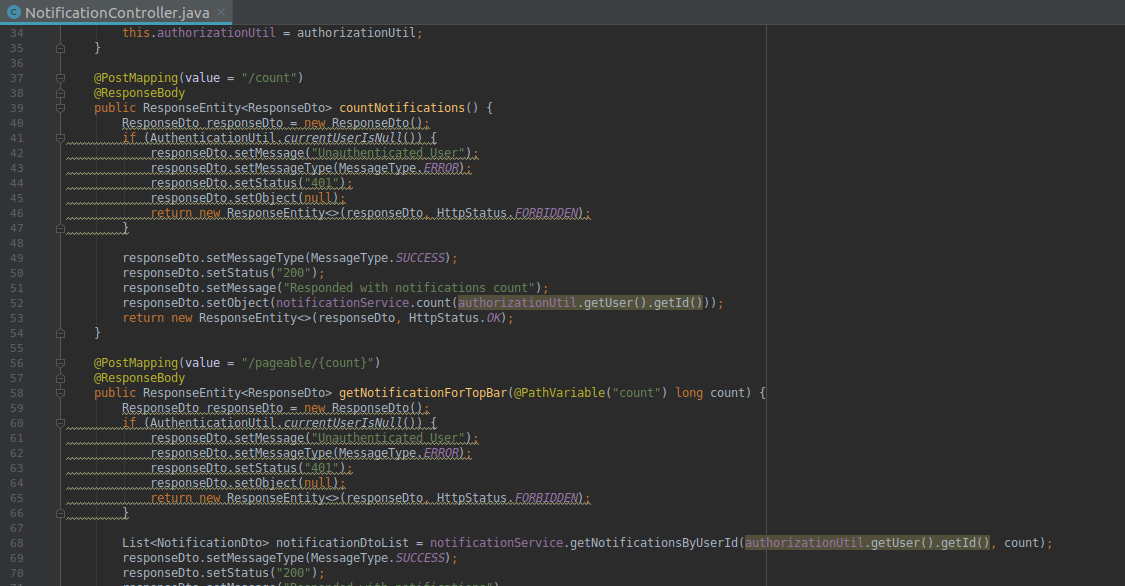 NotificationController.java
34 this.authorizationUtil = authorizationUtil;
35 }
36
37 @PostMapping(value = "/count")
38 @ResponseBody
39 public ResponseEntity<ResponseDto> countNotifications() {
40 ResponseDto responseDto = new ResponseDto();
41 if (AuthenticationUtil.currentUserIsNull()) {
42 responseDto.setMessage("Unauthenticated User");
43 responseDto.setMessageType(MessageType.ERROR);
44 responseDto.setStatus("401");
45 responseDto.setObject(null);
46 return new ResponseEntity<>(responseDto, HttpStatus.FORBIDDEN);
47 }
48
49 responseDto.setMessageType(MessageType.SUCCESS);
50 responseDto.setStatus("200");
51 responseDto.setMessage("Responded with notifications count");
52 responseDto.setObject(notificationService.count(authorizationUtil.getUser().getId()));
53 return new ResponseEntity<>(responseDto, HttpStatus.OK);
54 }
55
56 @PostMapping(value = "/pageable/{count}")
57 @ResponseBody
58 public ResponseEntity<ResponseDto> getNotificationForTopBar(@PathVariable("count") long count) {
59 ResponseDto responseDto = new ResponseDto();
60 if (AuthenticationUtil.currentUserIsNull()) {
61 responseDto.setMessage("Unauthenticated User");
62 responseDto.setMessageType(MessageType.ERROR);
63 responseDto.setStatus("401");
64 responseDto.setObject(null);
65 return new ResponseEntity<>(responseDto, HttpStatus.FORBIDDEN);
66 }
67
68 List<NotificationDto> notificationDtoList = notificationService.getNotificationsByUserId(authorizationUtil.getUser().getId(), count);
69 responseDto.setMessageType(MessageType.SUCCESS);
70 responseDto.setStatus("200");
responseDto.setMessage("Responded with notifications")